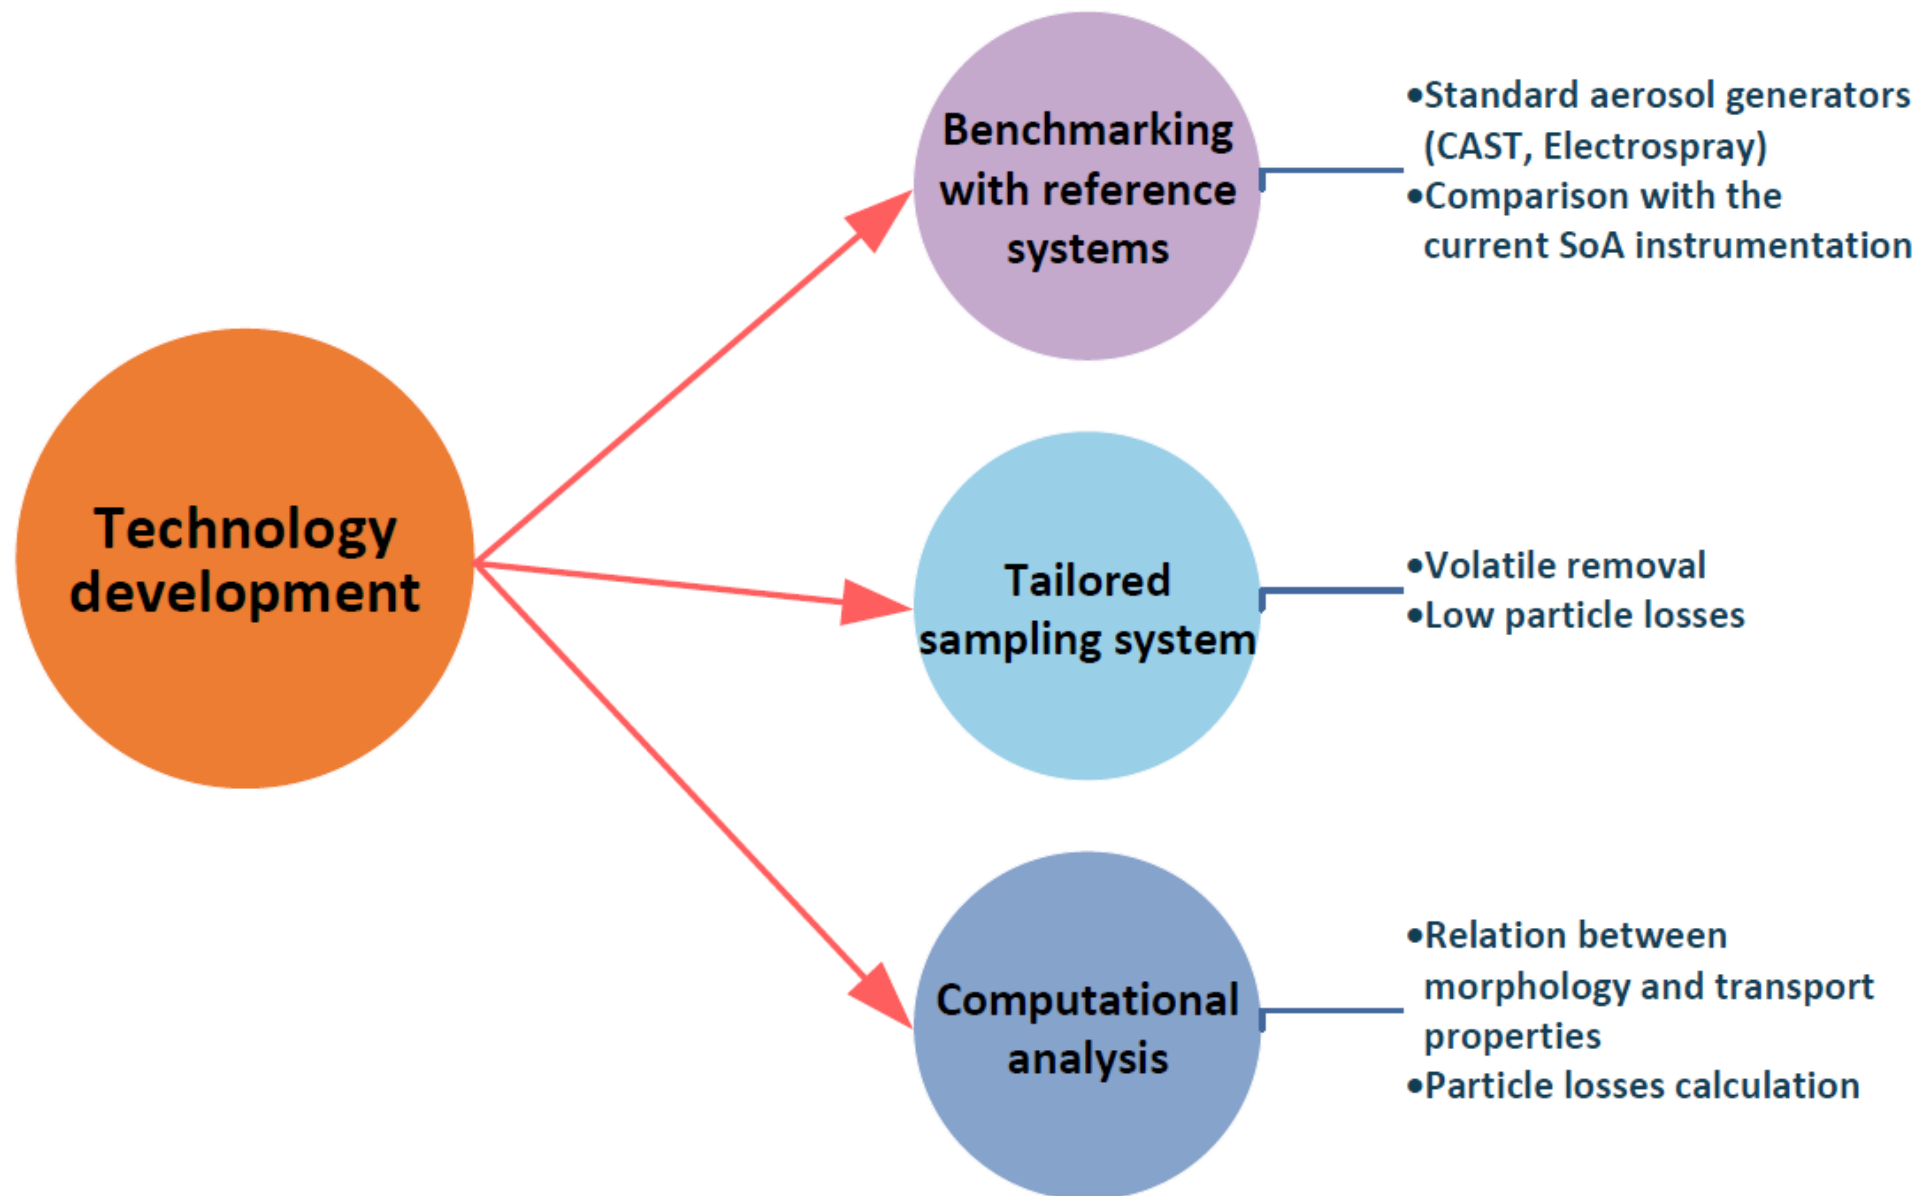 Technology
development
Benchmarking
with reference
systems
•Standard aerosol generators
(CAST, Electrospray)
•Comparison with the
current SoA instrumentation
Tailored
sampling system
•Volatile removal
•Low particle losses
Computational
analysis
•Relation between
morphology and transport
properties
•Particle losses calculation